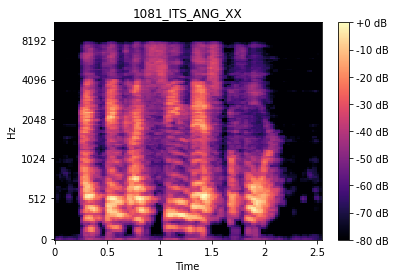 1081_ITS_ANG_XX
+0 dB
8192
-10 dB
4096
-20 dB
-30 dB
2048
Hz
-40 dB
1024
-50 dB
512
-60 dB
-70 dB
0
-80 dB
0 0.5 1 1.5 2 2.5
Time